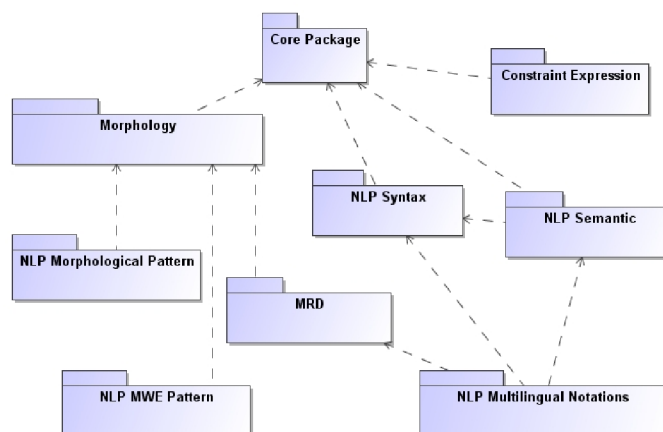 Core Package
Constraint Expression
Morphology
NLP Syntax
NLP Semantic
NLP Morphological Pattern
MRD
NLP MWE Pattern
NLP Multilingual Notations